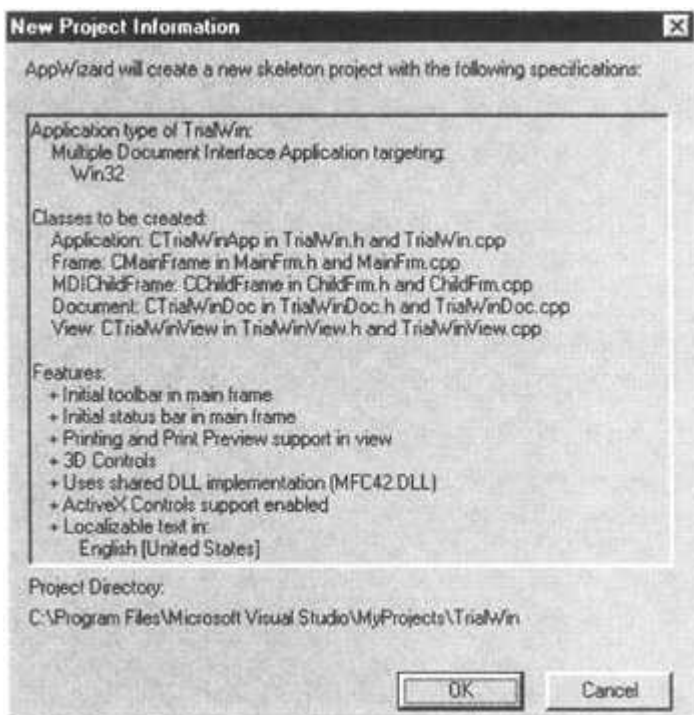 New Project Information
AppWizard will create a new skeleton project with the following specifications:
Application type of TrialWin:
Multiple Document Interface Application targeting:
Win32
Classes to be created:
Application: CTrialWinApp in TrialWin.h and TrialWin.cpp
Frame: CMainFrame in MainFrm.h and MainFrm.cpp
MDIChildFrame: CChildFrame in ChildFrm.h and ChildFrm.cpp
Document: CTrialWinDoc in TrialWinDoc.h and TrialWinDoc.cpp
View: CTrialWinView in TrialWinView.h and TrialWinView.cpp
Features:
+ Initial toolbar in main frame
+ Initial status bar in main frame
+ Printing and Print Preview support in view
+ 3D Controls
+ Uses shared DLL implementation (MFC42.DLL)
+ ActiveX Controls support enabled
+ Localizable text in:
English [United States]
Project Directory:
C:\Program Files\Microsoft Visual Studio\MyProjects\TrialWin
OK Cancel